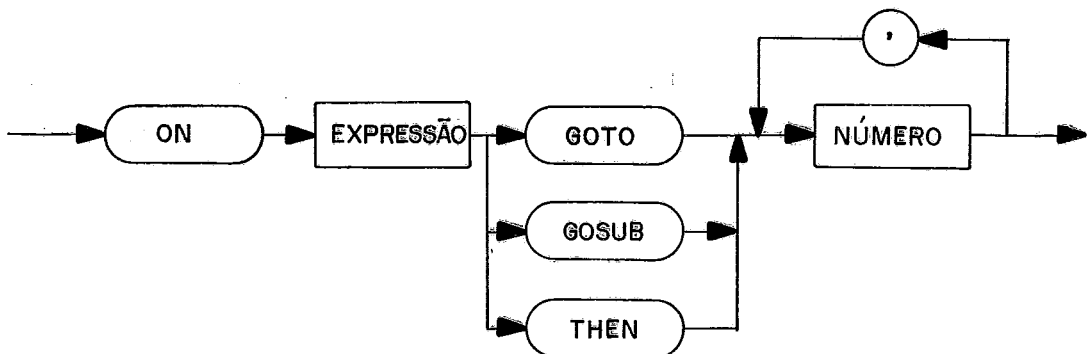 ,
ON EXPRESSÃO GOTO NÚMERO
GOSUB
THEN